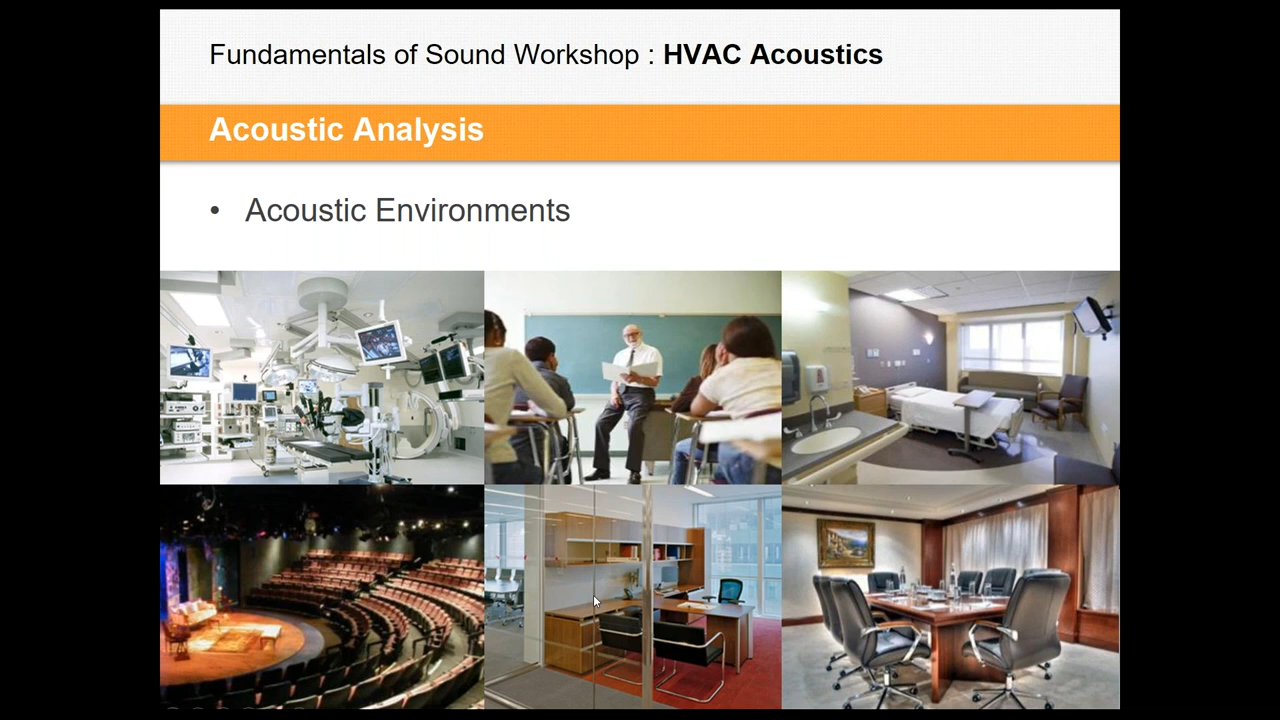 Fundamentals of Sound Workshop : HVAC Acoustics
Acoustic Analysis
• Acoustic Environments